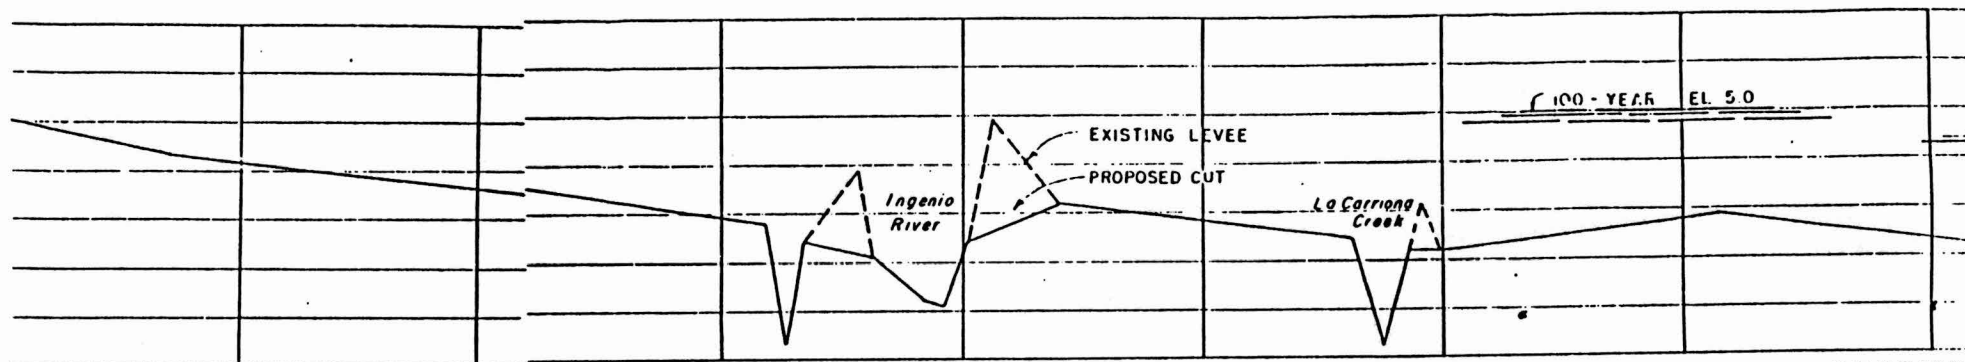 100 - YEAR EL. 5.0
EXISTING LEVEE
PROPOSED CUT
Ingenio
River
La Carriona
Creek